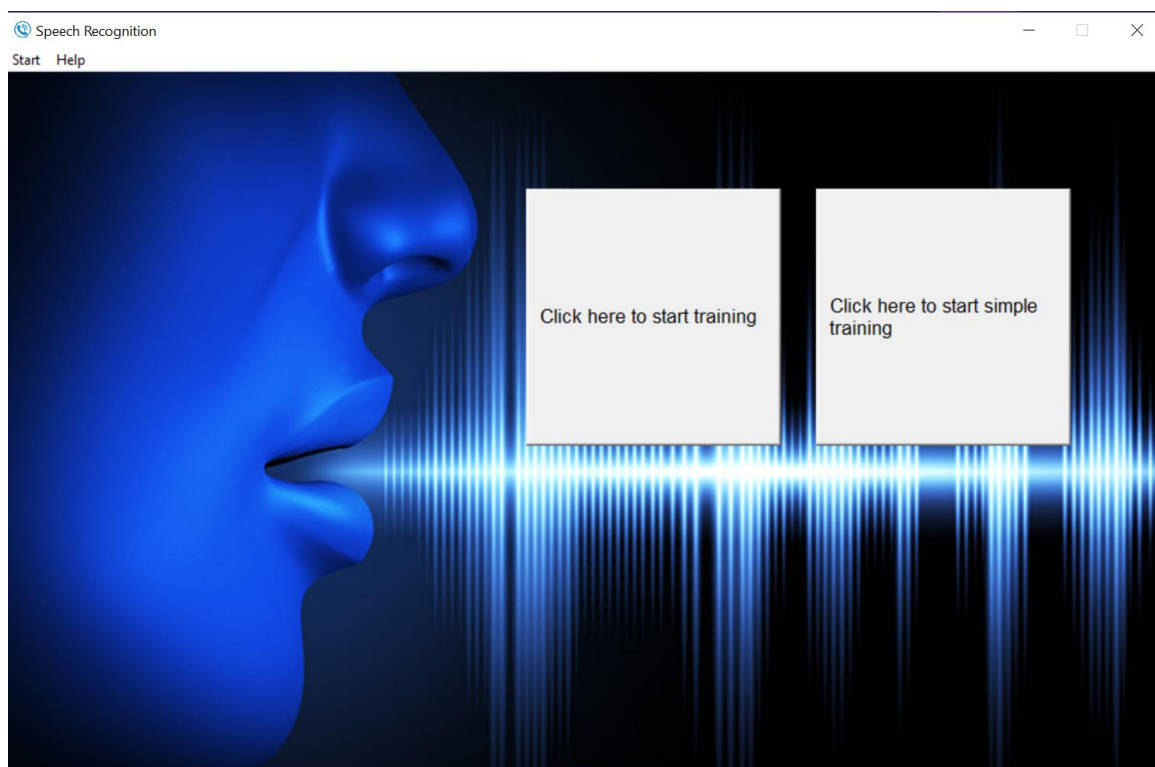 Speech Recognition
Start Help
Click here to start training
Click here to start simple
training